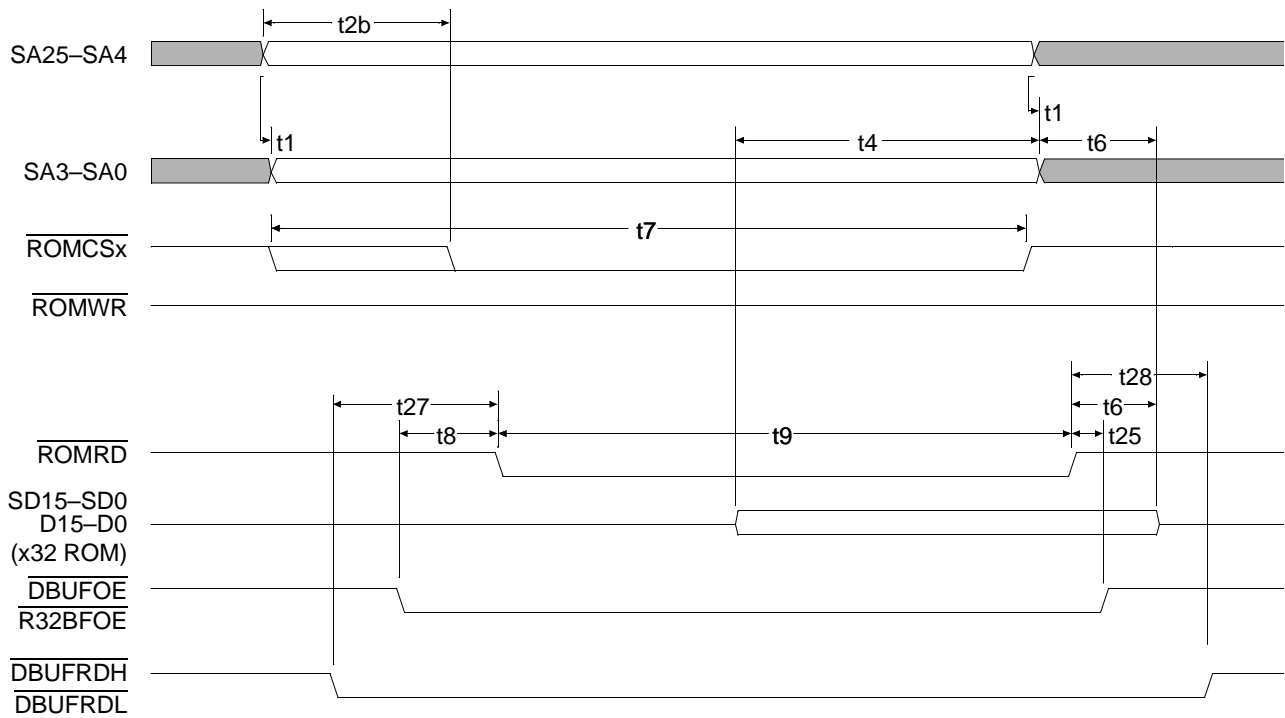 t2b
SA25–SA4
t1
t1
t4
t6
SA3–SA0
t7
ROMCSx
ROMWR
t28
t27
t6
t8
t9
t25
ROMRD
SD15–SD0
D15–D0
(x32 ROM)
DBUFOE
R32BFOE
DBUFRDH
DBUFRDL